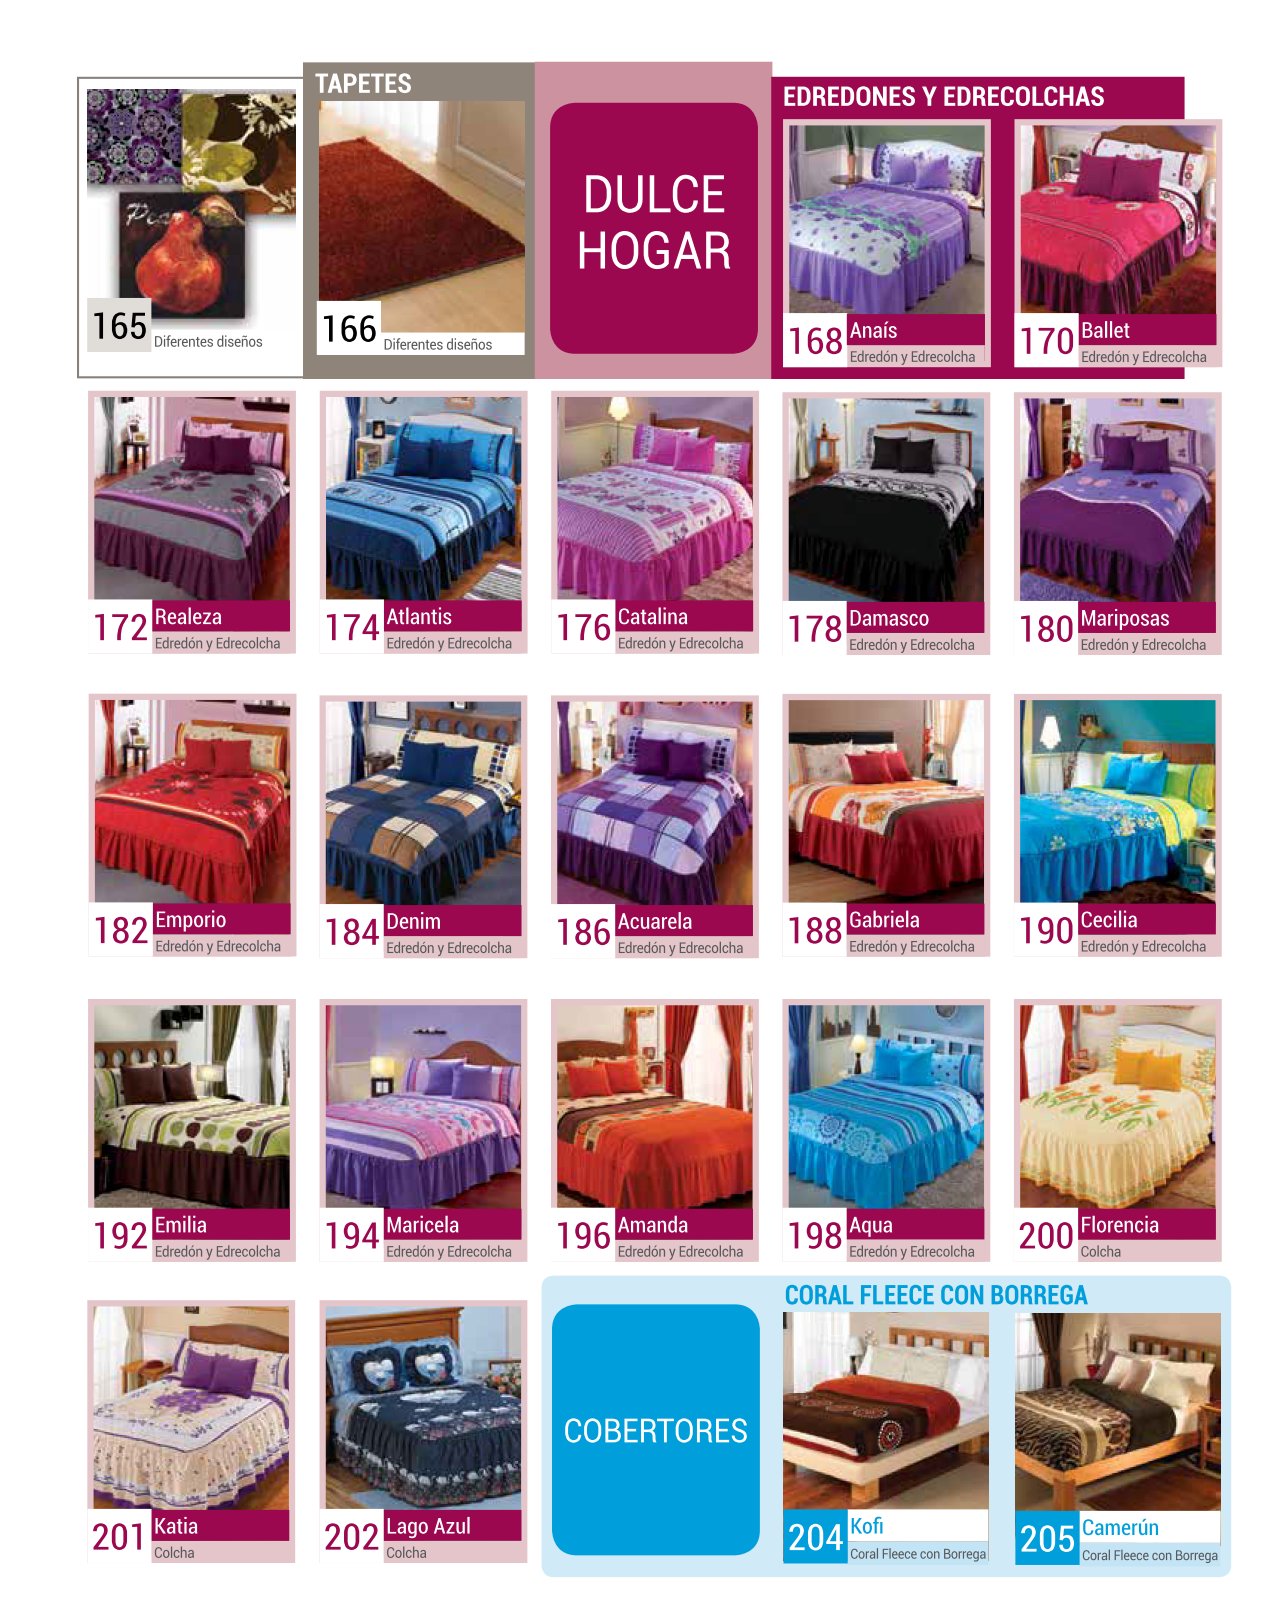 TAPETES
EDREDONES Y EDRECOLCHAS
DULCE
HOGAR
165
Diferentes diseños
166
Diferentes diseños
168
Anaís
Edredón y Edrecolcha
170
Ballet
Edredón y Edrecolcha
172
Realeza
Edredón y Edrecolcha
174
Atlantis
Edredón y Edrecolcha
176
Catalina
Edredón y Edrecolcha
178
Damasco
Edredón y Edrecolcha
180
Mariposas
Edredón y Edrecolcha
182
Emporio
Edredón y Edrecolcha
184
Denim
Edredón y Edrecolcha
186
Acuarela
Edredón y Edrecolcha
188
Gabriela
Edredón y Edrecolcha
190
Cecilia
Edredón y Edrecolcha
192
Emilia
Edredón y Edrecolcha
194
Maricela
Edredón y Edrecolcha
196
Amanda
Edredón y Edrecolcha
198
Aqua
Edredón y Edrecolcha
200
Florencia
Colcha
201
Katia
Colcha
202
Lago Azul
Colcha
COBERTORES
CORAL FLEECE CON BORREGA
204
Kofi
Coral Fleece con Borrega
205
Camerún
Coral Fleece con Borrega